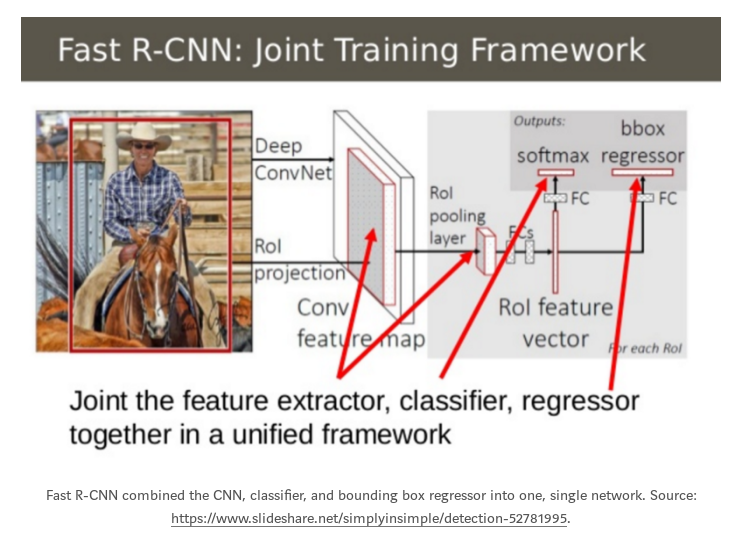 Fast R-CNN: Joint Training Framework
Deep
ConvNet
RoI
projection
Conv
feature map
RoI
pooling
layer
FCs
Outputs:
softmax
bbox
regressor
FC
FC
RoI feature
vector
For each RoI
Joint the feature extractor, classifier, regressor
together in a unified framework
Fast R-CNN combined the CNN, classifier, and bounding box regressor into one, single network. Source:
https://www.slideshare.net/simplyinsimple/detection-52781995.